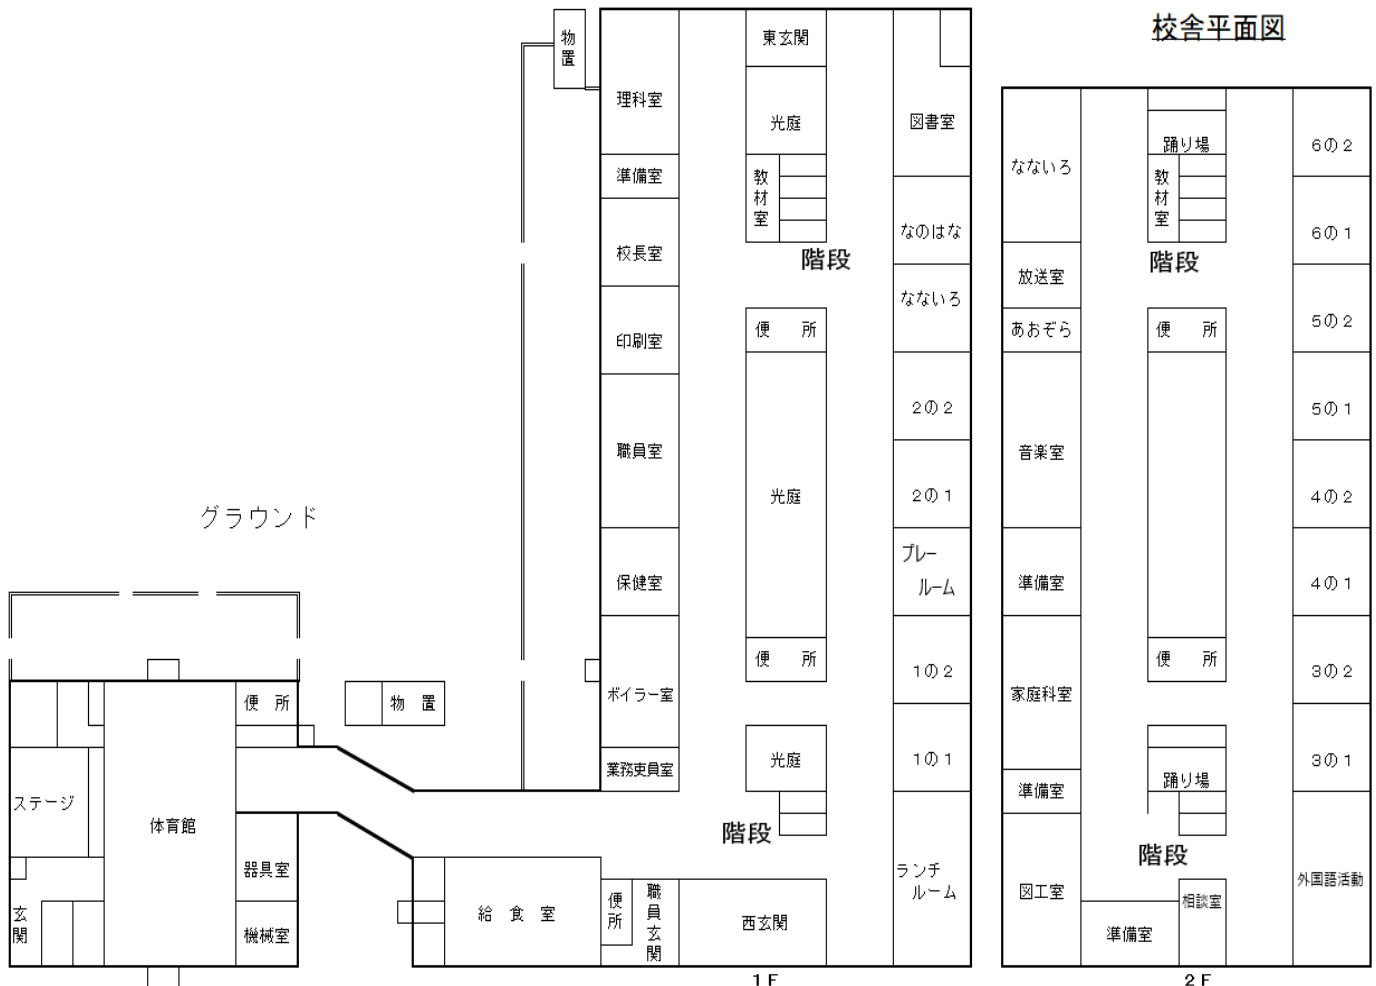 校舎平面図
物置
東玄関
理科室
光庭
図書室
準備室
教材室
校長室
階段
なのはな
なないろ
印刷室
便 所
2の2
職員室
2の1
光庭
プレー
ルーム
保健室
便 所
1の2
ボイラー室
業務吏員室
光庭
1の1
階段
ランチ
ルーム
給 食 室
便所
職員玄関
西玄関
1F
グラウンド
便 所
物 置
ステージ
体育館
器具室
玄関
機械室
なないろ
踊り場
6の2
教材室
6の1
階段
放送室
あおぞら
便 所
5の2
5の1
音楽室
4の2
準備室
4の1
便 所
3の2
家庭科室
踊り場
3の1
準備室
階段
図工室
相談室
外国語活動
準備室
2F